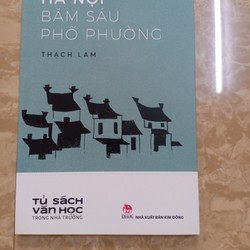 HÀ NỘI
BĂM SÁU
PHỐ PHƯỜNG
THẠCH LAM
TỦ SÁCH
VĂN HỌC
TRONG NHÀ TRƯỜNG
NHÀ XUẤT BẢN KIM ĐỒNG